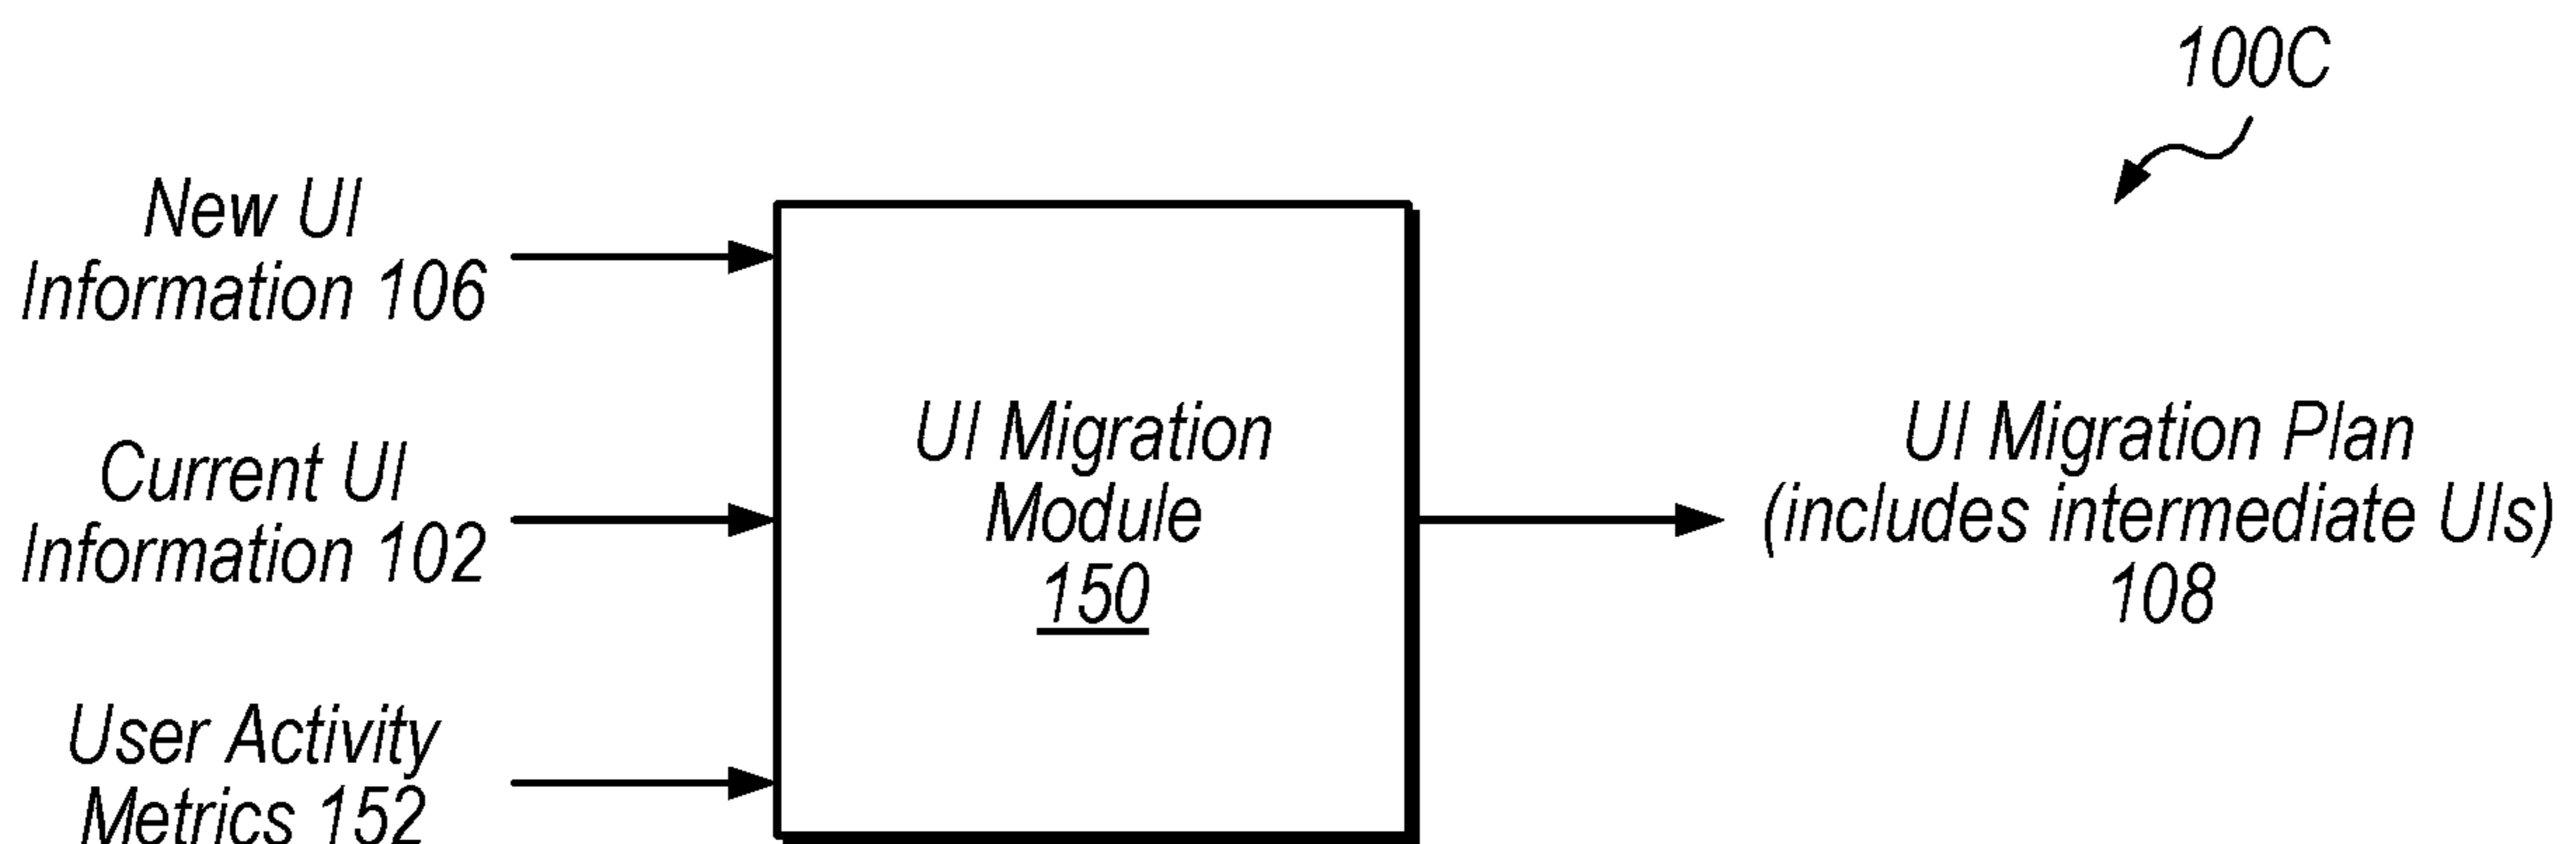 100C
New UI
Information 106
Current UI
Information 102
User Activity
Metrics 152
UI Migration
Module
150
UI Migration Plan
(includes intermediate UIs)
108